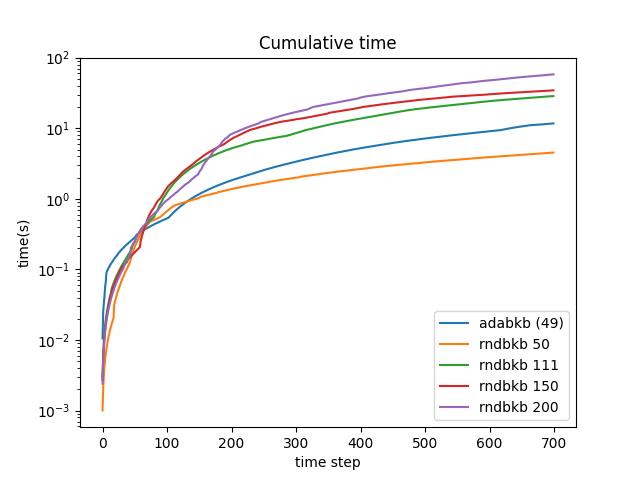 Cumulative time
10²
10¹
10⁰
10⁻¹
10⁻²
10⁻³
time(s)
adabkb (49)
rndbkb 50
rndbkb 111
rndbkb 150
rndbkb 200
0 100 200 300 400 500 600 700
time step